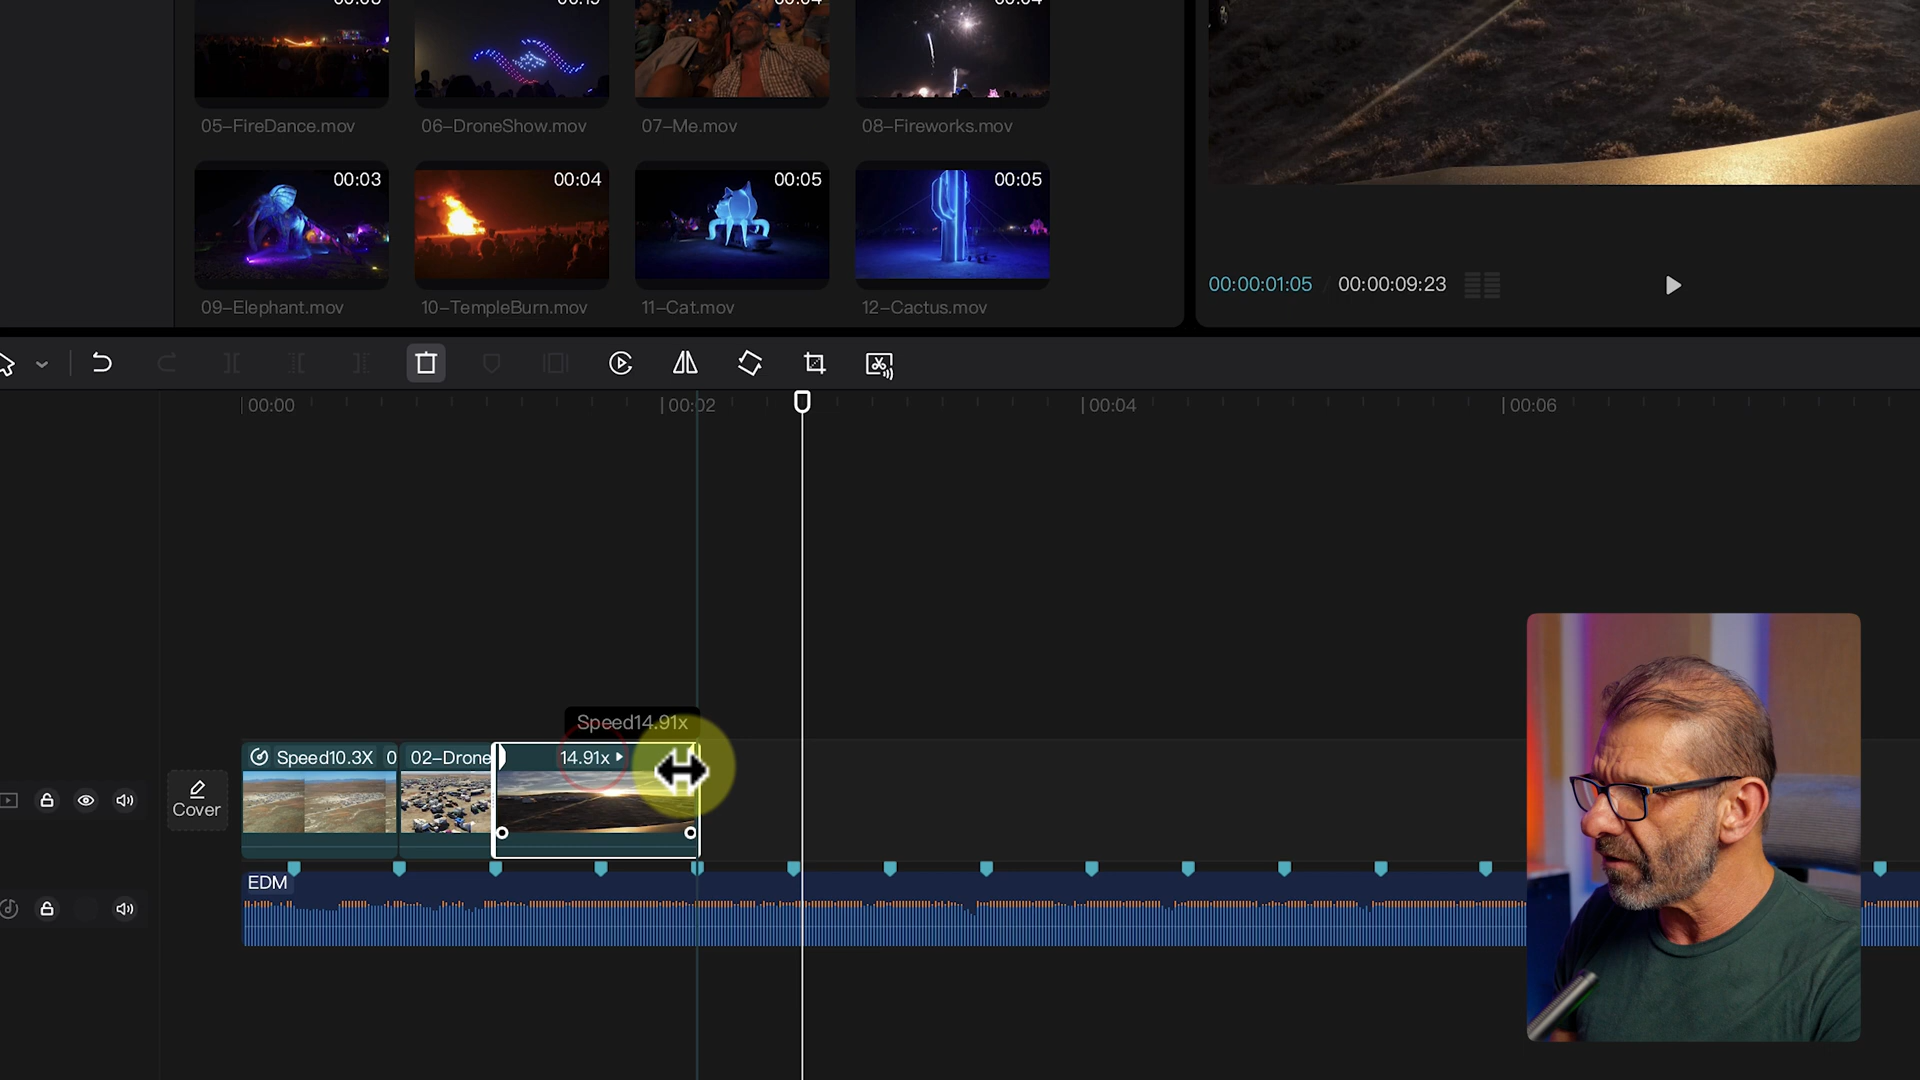 05–FireDance.mov
06–DroneShow.mov
07–Me.mov
08–Fireworks.mov
00:03
00:04
00:05
00:05
09–Elephant.mov
10–TempleBurn.mov
11–Cat.mov
12–Cactus.mov
00:00:01:05 / 00:00:09:23
00:00
00:02
00:04
00:06
Speed14.91x
Speed10.3X 0
02–Drone
14.91x
Cover
EDM